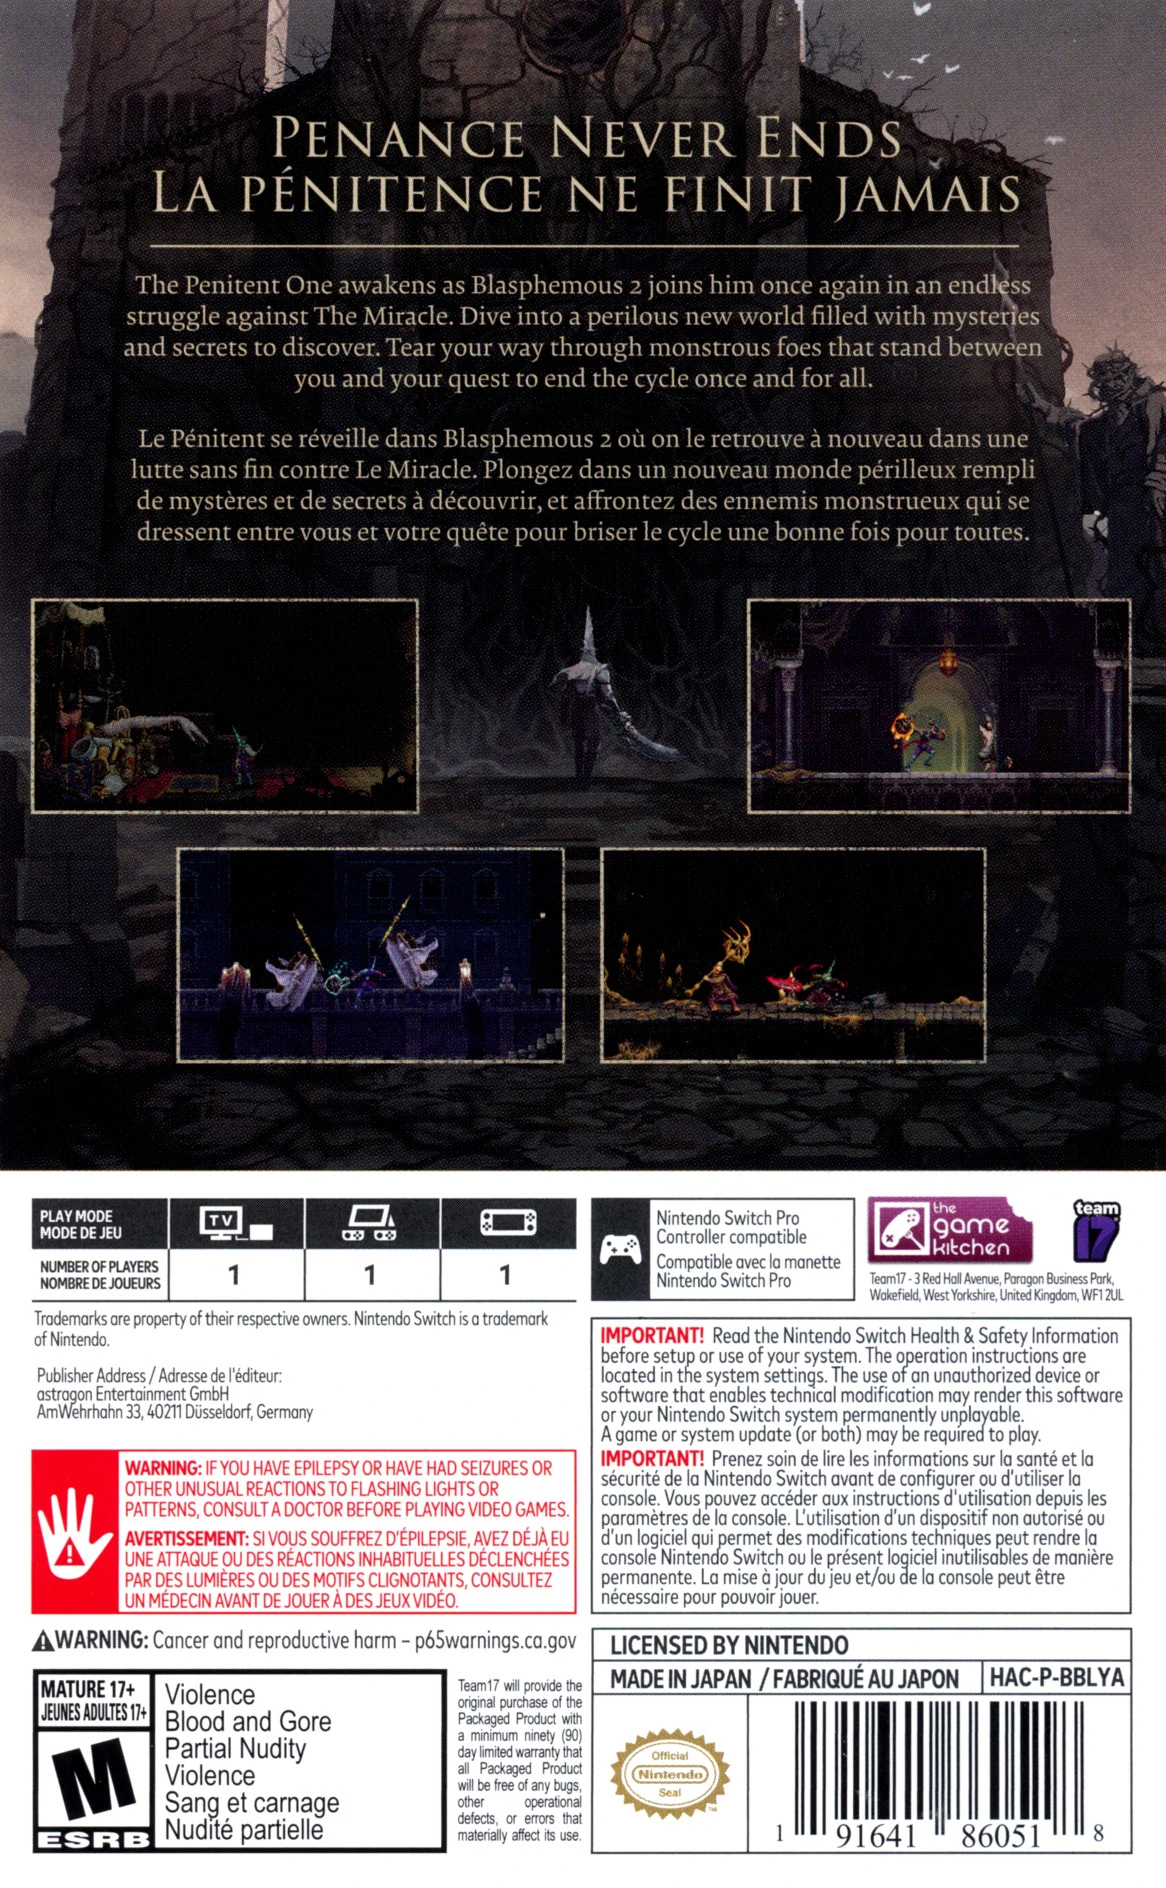 PENANCE NEVER ENDS
LA PÉNITENCE NE FINIT JAMAIS
The Penitent One awakens as Blasphemous 2 joins him once again in an endless
struggle against The Miracle. Dive into a perilous new world filled with mysteries
and secrets to discover. Tear your way through monstrous foes that stand between
you and your quest to end the cycle once and for all.
Le Pénitent se réveille dans Blasphemous 2 où on le retrouve à nouveau dans une
lutte sans fin contre Le Miracle. Plongez dans un nouveau monde périlleux rempli
de mystères et de secrets à découvrir, et affrontez des ennemis monstrueux qui se
dressent entre vous et votre quête pour briser le cycle une bonne fois pour toutes.
PLAY MODE
MODE DE JEU
TV
NUMBER OF PLAYERS
NOMBRE DE JOUEURS
1
1
1
Trademarks are property of their respective owners. Nintendo Switch is a trademark
of Nintendo.
Publisher Address / Adresse de l'éditeur:
astragon Entertainment GmbH
AmWehrhahn 33, 40211 Düsseldorf, Germany
Nintendo Switch Pro
Controller compatible
Compatible avec la manette
Nintendo Switch Pro
the
game
kitchen
team
17
Team17 - 3 Red Hall Avenue, Paragon Business Park,
Wakefield, West Yorkshire, United Kingdom, WF1 2UL
IMPORTANT! Read the Nintendo Switch Health & Safety Information
before setup or use of your system. The operation instructions are
located in the system settings. The use of an unauthorized device or
software that enables technical modification may render this software
or your Nintendo Switch system permanently unplayable.
A game or system update (or both) may be required to play.
IMPORTANT! Prenez soin de lire les informations sur la santé et la
sécurité de la Nintendo Switch avant de configurer ou d'utiliser la
console. Vous pouvez accéder aux instructions d'utilisation depuis les
paramètres de la console. L'utilisation d'un dispositif non autorisé ou
d'un logiciel qui permet des modifications techniques peut rendre la
console Nintendo Switch ou le présent logiciel inutilisables de manière
permanente. La mise à jour du jeu et/ou de la console peut être
nécessaire pour pouvoir jouer.
WARNING: IF YOU HAVE EPILEPSY OR HAVE HAD SEIZURES OR
OTHER UNUSUAL REACTIONS TO FLASHING LIGHTS OR
PATTERNS, CONSULT A DOCTOR BEFORE PLAYING VIDEO GAMES.
AVERTISSEMENT: SI VOUS SOUFFREZ D'ÉPILEPSIE, AVEZ DÉJÀ EU
UNE ATTAQUE OU DES RÉACTIONS INHABITUELLES DÉCLENCHÉES
PAR DES LUMIÈRES OU DES MOTIFS CLIGNOTANTS, CONSULTEZ
UN MÉDECIN AVANT DE JOUER À DES JEUX VIDÉO.
WARNING: Cancer and reproductive harm – p65warnings.ca.gov
MATURE 17+
JEUNES ADULTES 17+
M
ESRB
Violence
Blood and Gore
Partial Nudity
Violence
Sang et carnage
Nudité partielle
Team17 will provide the
original purchase of the
Packaged Product with
a minimum ninety (90)
day limited warranty that
all Packaged Product
will be free of any bugs,
other operational
defects, or errors that
materially affect its use.
LICENSED BY NINTENDO
MADE IN JAPAN / FABRIQUÉ AU JAPON
HAC-P-BBLYA
Official
Nintendo
Seal
TM
1 91641 86051 8